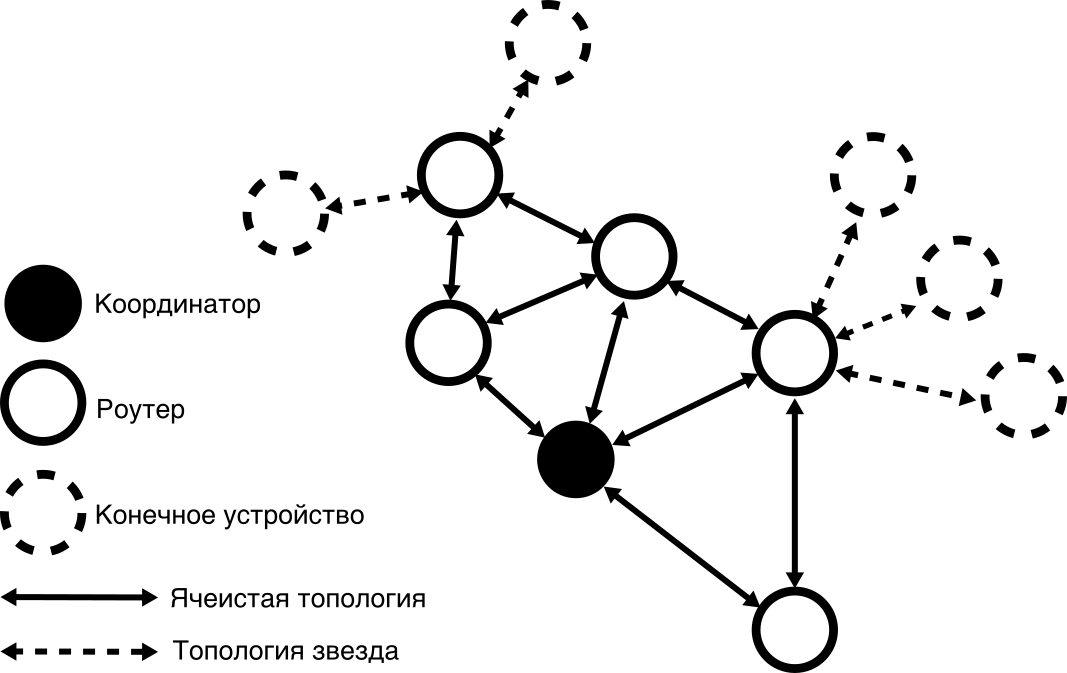 Координатор
Роутер
Конечное устройство
Ячеистая топология
Топология звезда